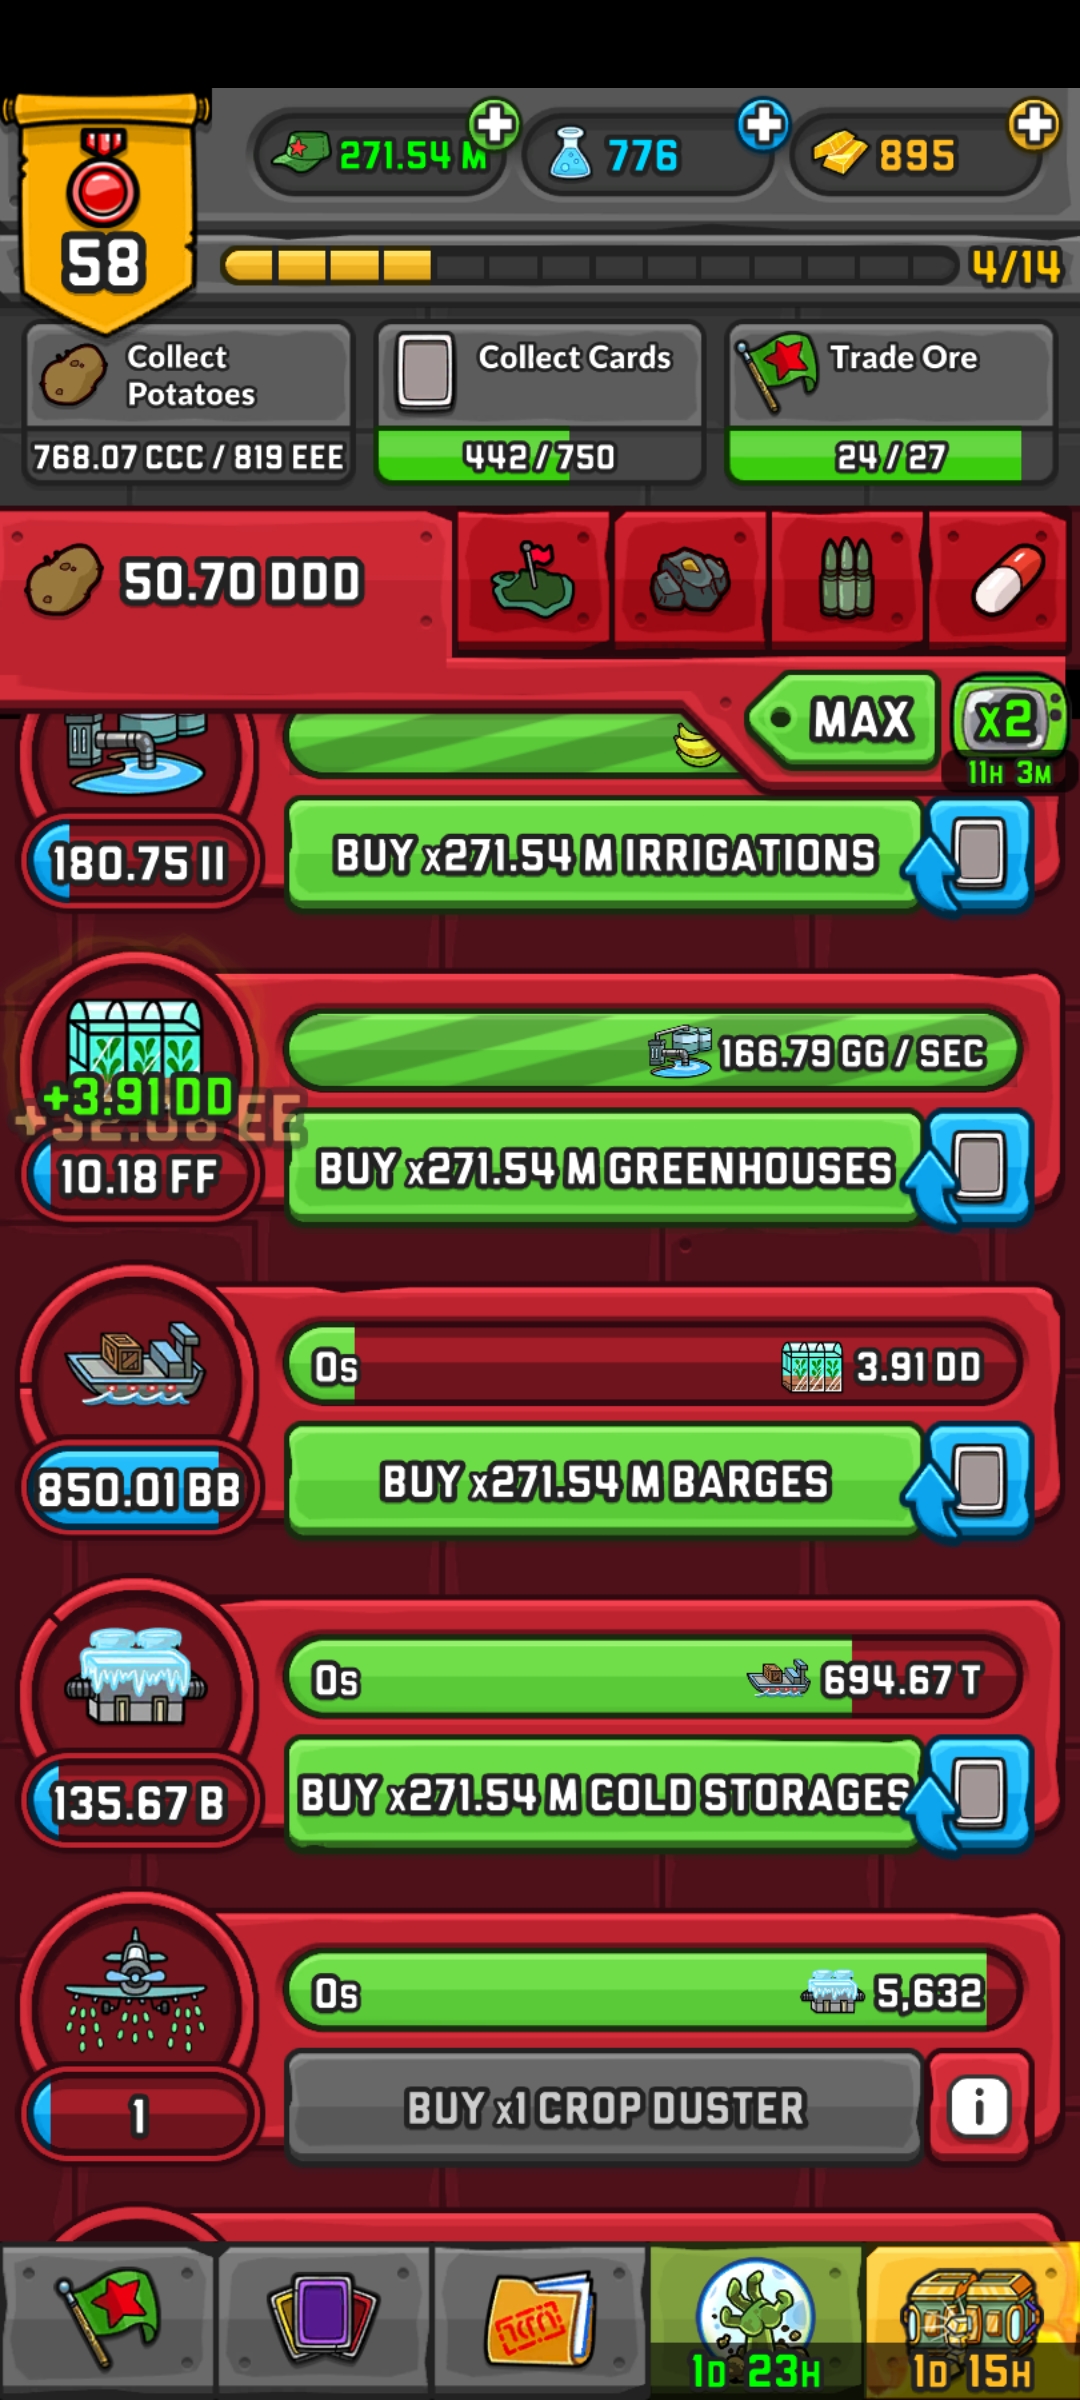 271.54 M
776
895
58
4/14
Collect Potatoes
768.07 CCC / 819 EEE
Collect Cards
442/750
Trade Ore
24/27
50.70 DDD
MAX
x2
11H 3M
180.75 II
BUY x271.54 M IRRIGATIONS
166.79 GG / SEC
+3.91 DD
+32.08 EE
10.18 FF
BUY x271.54 M GREENHOUSES
0s
3.91 DD
850.01 BB
BUY x271.54 M BARGES
0s
694.67 T
135.67 B
BUY x271.54 M COLD STORAGES
0s
5,632
1
BUY x1 CROP DUSTER
i
1D 23H
1D 15H